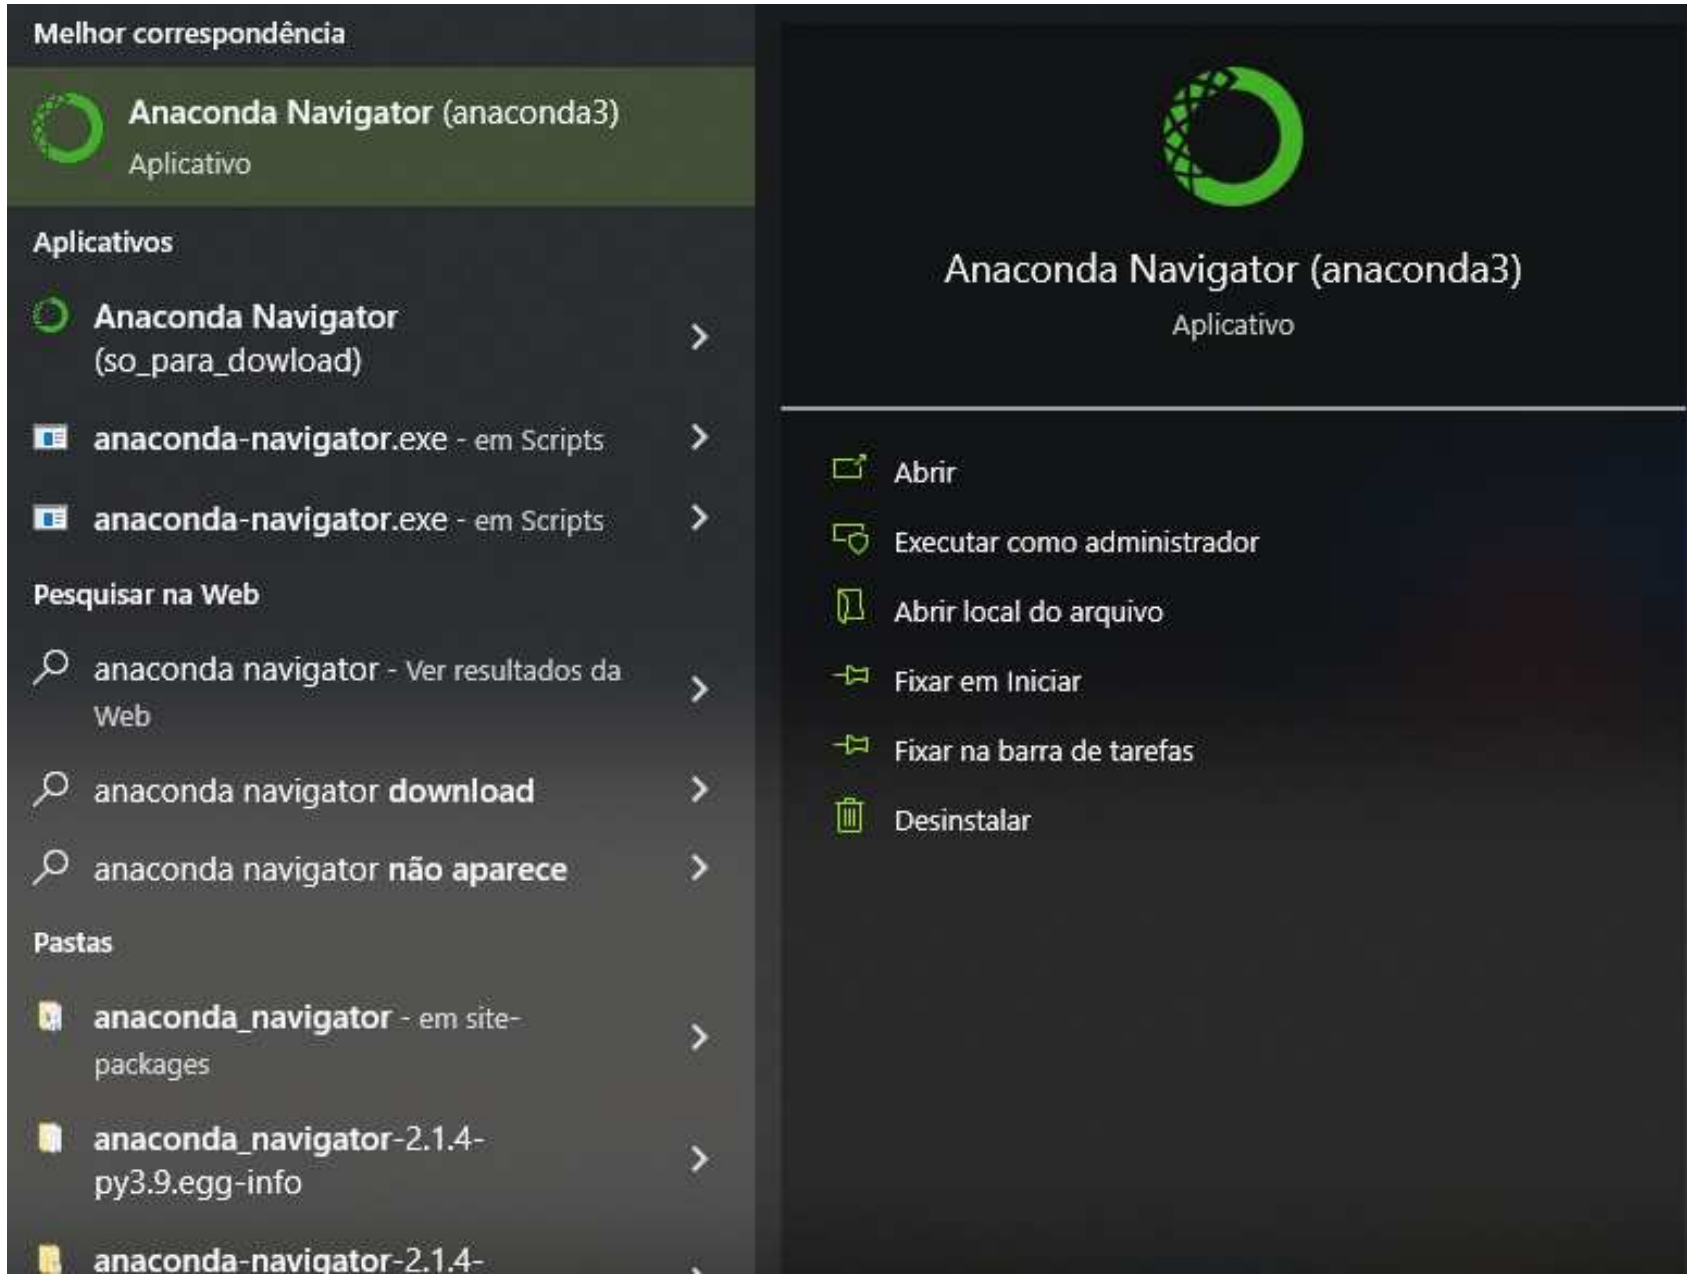 Melhor correspondência
Anaconda Navigator (anaconda3)
Aplicativo
Aplicativos
Anaconda Navigator
(so_para_dowload)
anaconda-navigator.exe - em Scripts
anaconda-navigator.exe - em Scripts
Pesquisar na Web
anaconda navigator - Ver resultados da
Web
anaconda navigator download
anaconda navigator não aparece
Pastas
anaconda_navigator - em site-
packages
anaconda_navigator-2.1.4-
py3.9.egg-info
anaconda-navigator-2.1.4-
Anaconda Navigator (anaconda3)
Aplicativo
Abrir
Executar como administrador
Abrir local do arquivo
Fixar em Iniciar
Fixar na barra de tarefas
Desinstalar